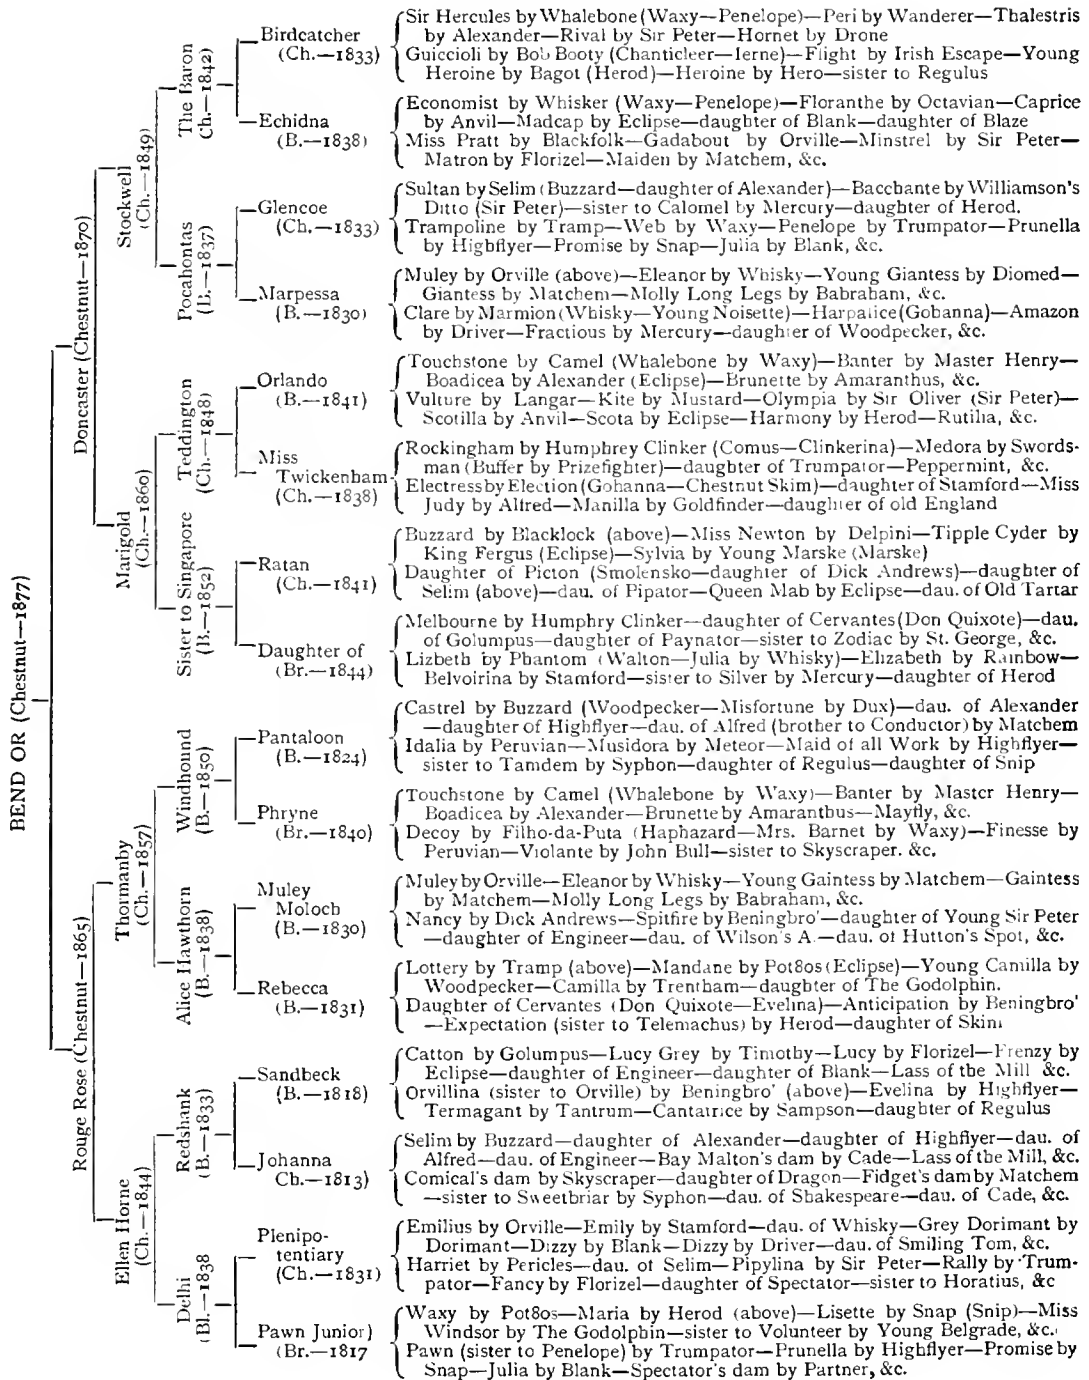 BEND OR (Chestnut—1877)
Doncaster (Chestnut—1870)
Stockwell
(Ch.—1849)
The Baron
Ch.—1842)
Birdcatcher
(Ch.—1833)
Sir Hercules by Whalebone (Waxy—Penelope)—Peri by Wanderer—Thalestris
by Alexander—Rival by Sir Peter—Hornet by Drone
Guiccioli by Bob Booty (Chanticleer—Ierne)—Flight by Irish Escape—Young
Heroine by Bagot (Herod)—Heroine by Hero—sister to Regulus
Echidna
(B.—1838)
Economist by Whisker (Waxy—Penelope)—Floranthe by Octavian—Caprice
by Anvil—Madcap by Eclipse—daughter of Blank—daughter of Blaze
Miss Pratt by Blackfolk—Gadabout by Orville—Minstrel by Sir Peter—
Matron by Florizel—Maiden by Matchem, &c.
Pocahontas
(B.—1837)
Glencoe
(Ch.—1833)
Sultan by Selim (Buzzard—daughter of Alexander)—Baccbante by Williamson's
Ditto (Sir Peter)—sister to Calomel by Mercury—daughter of Herod.
Trampoline by Tramp—Web by Waxy—Penelope by Trumpator—Prunella
by Higbflyer—Promise by Snap—Julia by Blank, &c.
Marpessa
(B.—1830)
Muley by Orville (above)—Eleanor by Whisky—Young Giantess by Diomed—
Giantess by Matchem—Molly Long Legs by Babraham, &c.
Clare by Marmion (Whisky—Young Noisette)—Harpalice (Gobanna)—Amazon
by Driver—Fractious by Mercury—daughter of Woodpecker, &c.
Marigold
(Ch.—1860)
Teddington
(Ch.—1848)
Orlando
(B.—1841)
Touchstone by Camel (Whalebone by Waxy)—Banter by Master Henry—
Boadicea by Alexander (Eclipse)—Brunette by Amaranthus, &c.
Vulture by Langar—Kite by Mustard—Olympia by Sir Oliver (Sir Peter)—
Scotilla by Anvil—Scota by Eclipse—Harmony by Herod—Rutilia, &c.
Miss
Twickenham
(Ch.—1838)
Rockingham by Humphrey Clinker (Comus—Clinkerina)—Medora by Swords-
man (Buffer by Prizefighter)—daughter of Trumpator—Peppermint, &c.
Electress by Election (Gohanna—Chestnut Skim)—daughter of Stamford—Miss
Judy by Alfred—Manilla by Goldfinder—daughter of old England
Sister to Singapore
(B.—1852)
Ratan
(Ch.—1841)
Buzzard by Blacklock (above)—Miss Newton by Delpini—Tipple Cyder by
King Fergus (Eclipse)—Sylvia by Young Marske (Marske)
Daughter of Picton (Smolensko—daughter of Dick Andrews)—daughter of
Selim (above)—dau. of Pipator—Queen Mab by Eclipse—dau. of Old Tartar
Daughter of
(Br.—1844)
Melbourne by Humphry Clinker—daughter of Cervantes (Don Quixote)—dau.
of Golumpus—daughter of Paynator—sister to Zodiac by St. George, &c.
Lizbeth by Phantom (Walton—Julia by Whisky)—Elizabeth by Rainbow—
Belvoirina by Stamford—sister to Silver by Mercury—daughter of Herod
Rouge Rose (Chestnut—1865)
Thormanby
(Ch.—1857)
Windhound
(B.—1850)
Pantaloon
(B.—1824)
Castrel by Buzzard (Woodpecker—Misfortune by Dux)—dau. of Alexander
—daughter of Highflyer—dau. of Alfred (brother to Conductor) by Matchem
Idalia by Peruvian—Musidora by Meteor—Maid of all Work by Highflyer—
sister to Tamdem by Syphon—daughter of Regulus—daughter of Snip
Phryne
(Br.—1840)
Touchstone by Camel (Whalebone by Waxy)—Banter by Master Henry—
Boadicea by Alexander—Brunette by Amaranthus—Mayfly, &c.
Decoy by Filho-da-Puta (Haphazard—Mrs. Barnet by Waxy)—Finesse by
Peruvian—Violante by John Bull—sister to Skyscraper. &c.
Alice Hawthorn
(B.—1838)
Muley
Moloch
(B.—1830)
Muley by Orville—Eleanor by Whisky—Young Gaintess by Matchem—Gaintess
by Matchem—Molly Long Legs by Babraham, &c.
Nancy by Dick Andrews—Spitfire by Beningbro'—daughter of Young Sir Peter
—daughter of Engineer—dau. of Wilson's A.—dau. of Hutton's Spot, &c.
Rebecca
(B.—1831)
Lottery by Tramp (above)—Mandane by Pot8os (Eclipse)—Young Camilla by
Woodpecker—Camilla by Trentham—daughter of The Godolphin.
Daughter of Cervantes (Don Quixote—Evelina)—Anticipation by Beningbro'
—Expectation (sister to Telemachus) by Herod—daughter of Skim
Ellen Horne
(Ch.—1844)
Redshank
(B.—1833)
Sandbeck
(B.—1818)
Catton by Golumpus—Lucy Grey by Timothy—Lucy by Florizel—Frenzy by
Eclipse—daughter of Engineer—daughter of Blank—Lass of the Mill &c.
Orvillina (sister to Orville) by Beningbro' (above)—Evelina by Highflyer—
Termagant by Tantrum—Cantatrice by Sampson—daughter of Regulus
Johanna
Ch.—1813)
Selim by Buzzard—daughter of Alexander—daughter of Highflyer—dau. of
Alfred—dau. of Engineer—Bay Malton's dam by Cade—Lass of the Mill, &c.
Comical's dam by Skyscraper—daughter of Dragon—Fidget's dam by Matchem
—sister to Sweetbriar by Syphon—dau. of Shakespeare—dau. of Cade, &c.
Delhi
(Bl.—1838
Plenipo-
tentiary
(Ch.—1831)
Emilius by Orville—Emily by Stamford—dau. of Whisky—Grey Dorimant by
Dorimant—Dizzy by Blank—Dizzy by Driver—dau. of Smiling Tom, &c.
Harriet by Pericles—dau. of Selim—Pipylina by Sir Peter—Rally by Trum-
pator—Fancy by Florizel—daughter of Spectator—sister to Horatius, &c
Pawn Junior)
(Br.—1817
Waxy by Pot8os—Maria by Herod (above)—Lisette by Snap (Snip)—Miss
Windsor by The Godolphin—sister to Volunteer by Young Belgrade, &c.
Pawn (sister to Penelope) by Trumpator—Prunella by Highflyer—Promise by
Snap—Julia by Blank—Spectator's dam by Partner, &c.